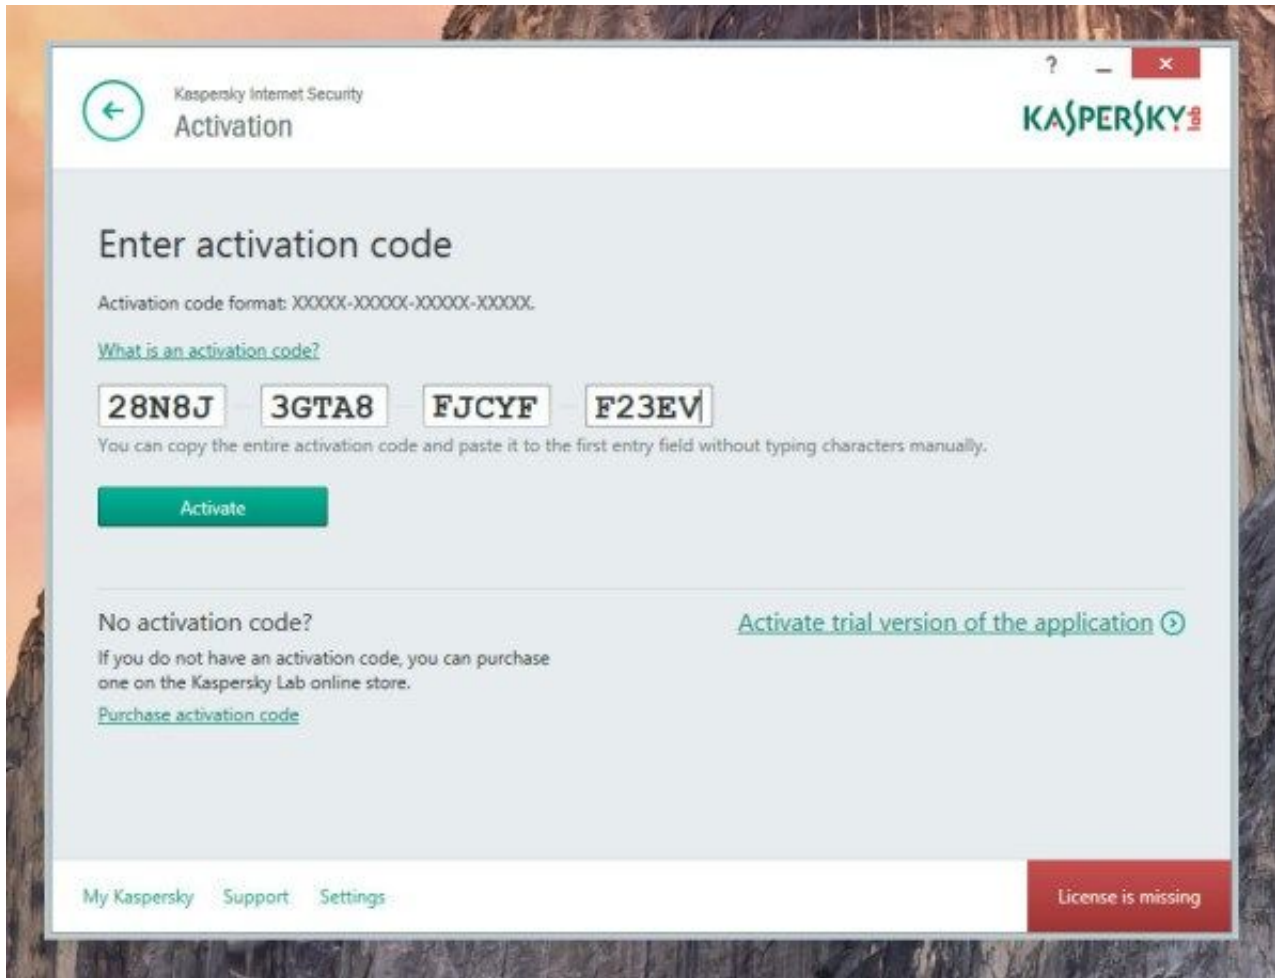 ? _ ×
Kaspersky Internet Security
Activation
KASPERSKY lab
Enter activation code
Activation code format: XXXXX-XXXXX-XXXXX-XXXXX.
What is an activation code?
28N8J - 3GTA8 - FJCYF - F23EV
You can copy the entire activation code and paste it to the first entry field without typing characters manually.
Activate
No activation code?
Activate trial version of the application
If you do not have an activation code, you can purchase
one on the Kaspersky Lab online store.
Purchase activation code
My Kaspersky Support Settings
License is missing